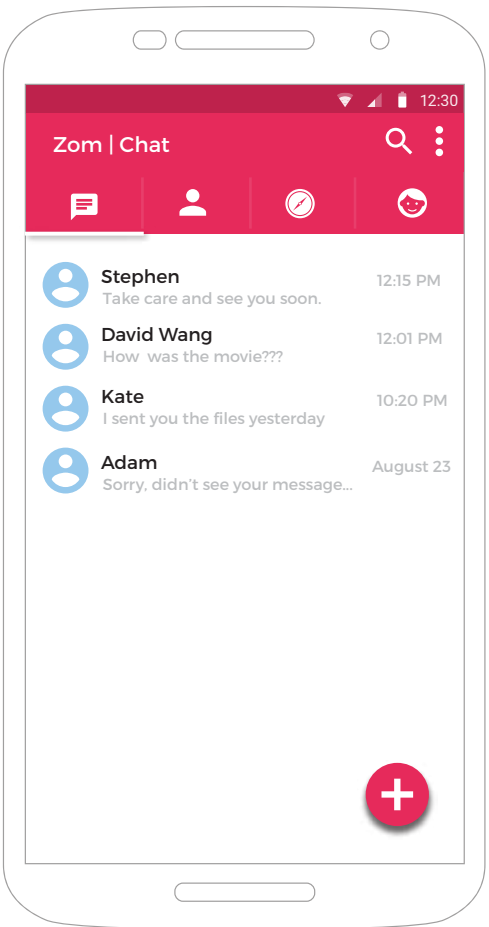 12:30
Zom | Chat
Stephen 12:15 PM
Take care and see you soon.
David Wang 12:01 PM
How was the movie???
Kate 10:20 PM
I sent you the files yesterday
Adam August 23
Sorry, didn't see your message...